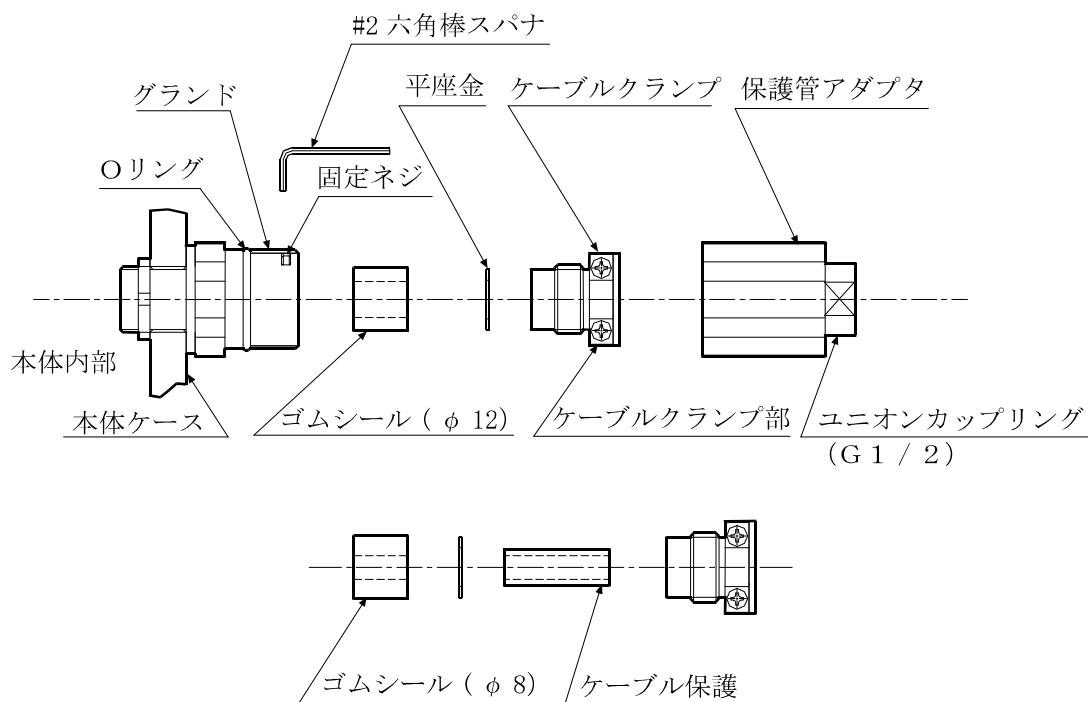 #2 六角棒スパナ
平座金
ケーブルクランプ
保護管アダプタ
グランド
Oリング
固定ネジ
本体内部
本体ケース
ゴムシール ( φ 12)
ケーブルクランプ部
ユニオンカップリング
(G 1 / 2)
ゴムシール ( φ 8)
ケーブル保護